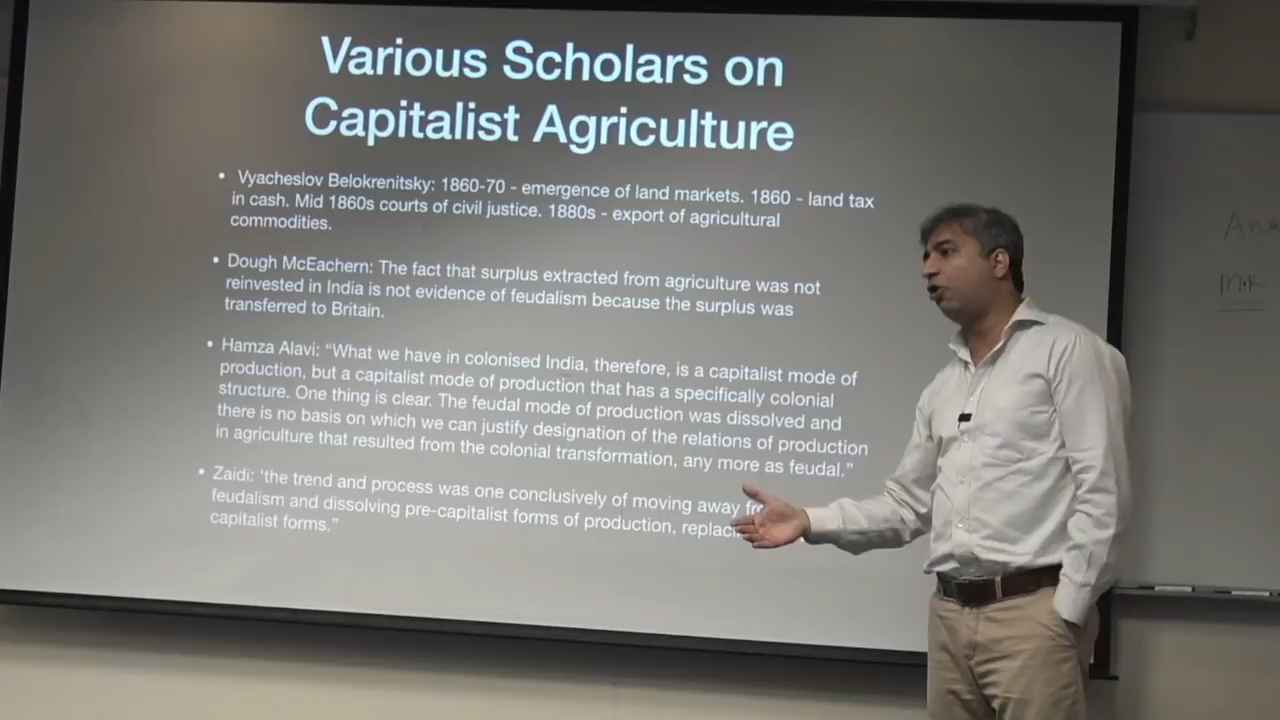 Various Scholars on
Capitalist Agriculture
• Vyacheslov Belokrenitsky: 1860-70 - emergence of land markets. 1860 - land tax
in cash. Mid 1860s courts of civil justice. 1880s - export of agricultural
commodities.
• Dough McEachern: The fact that surplus extracted from agriculture was not
reinvested in India is not evidence of feudalism because the surplus was
transferred to Britain.
• Hamza Alavi: “What we have in colonised India, therefore, is a capitalist mode of
production, but a capitalist mode of production that has a specifically colonial
structure. One thing is clear. The feudal mode of production was dissolved and
there is no basis on which we can justify designation of the relations of production
in agriculture that resulted from the colonial transformation, any more as feudal.”
• Zaidi: ‘the trend and process was one conclusively of moving away
feudalism and dissolving pre-capitalist forms of production,
capitalist forms.”